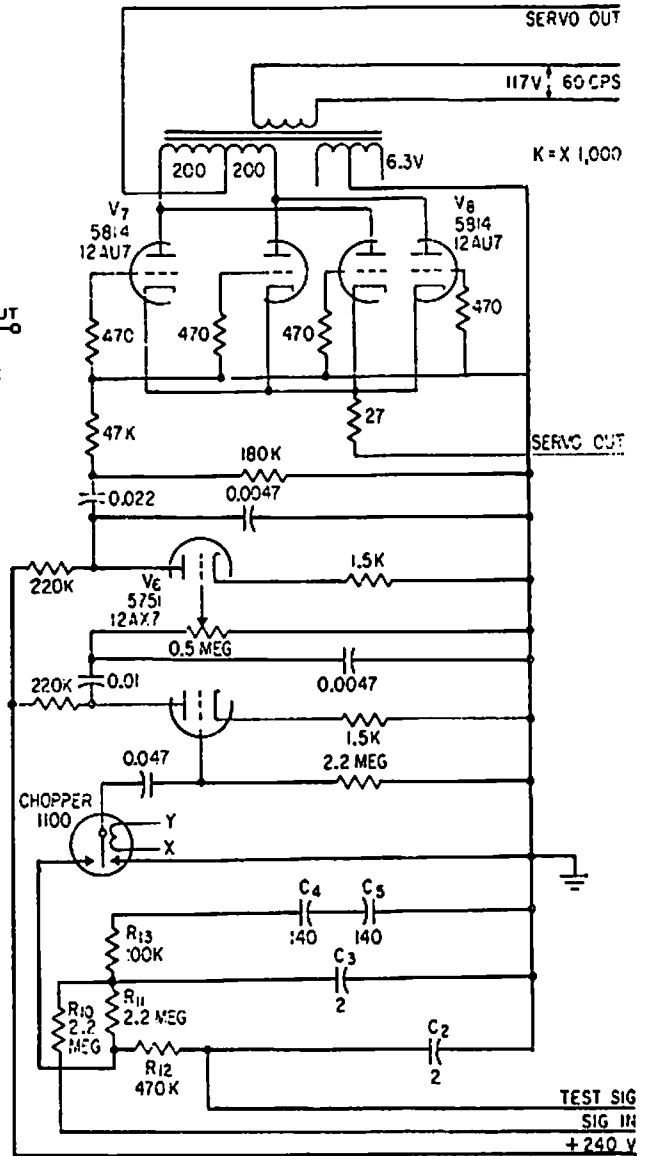 SERVO OUT
117V 60 CPS
K = X 1,000
200
200
6.3V
V7
5814
12AU7
V8
5814
12AU7
UT
470
470
470
470
47K
27
SERVO OUT
180K
0.022
0.0047
220K
V6
5751
12AX7
1.5K
0.5 MEG
0.01
0.0047
220K
1.5K
0.047
2.2 MEG
CHOPPER
1100
Y
X
C4
140
C5
140
R13
100K
C3
2
R10
2.2
MEG
R11
2.2 MEG
R12
470K
C2
2
TEST SIG
SIG IN
+240 V